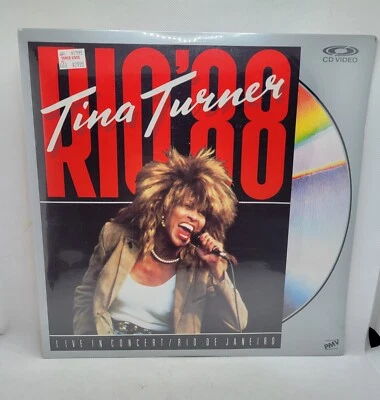 RIO'88
Tina Turner
CD VIDEO
LIVE IN CONCERT/RIO DE JANEIRO
PMV